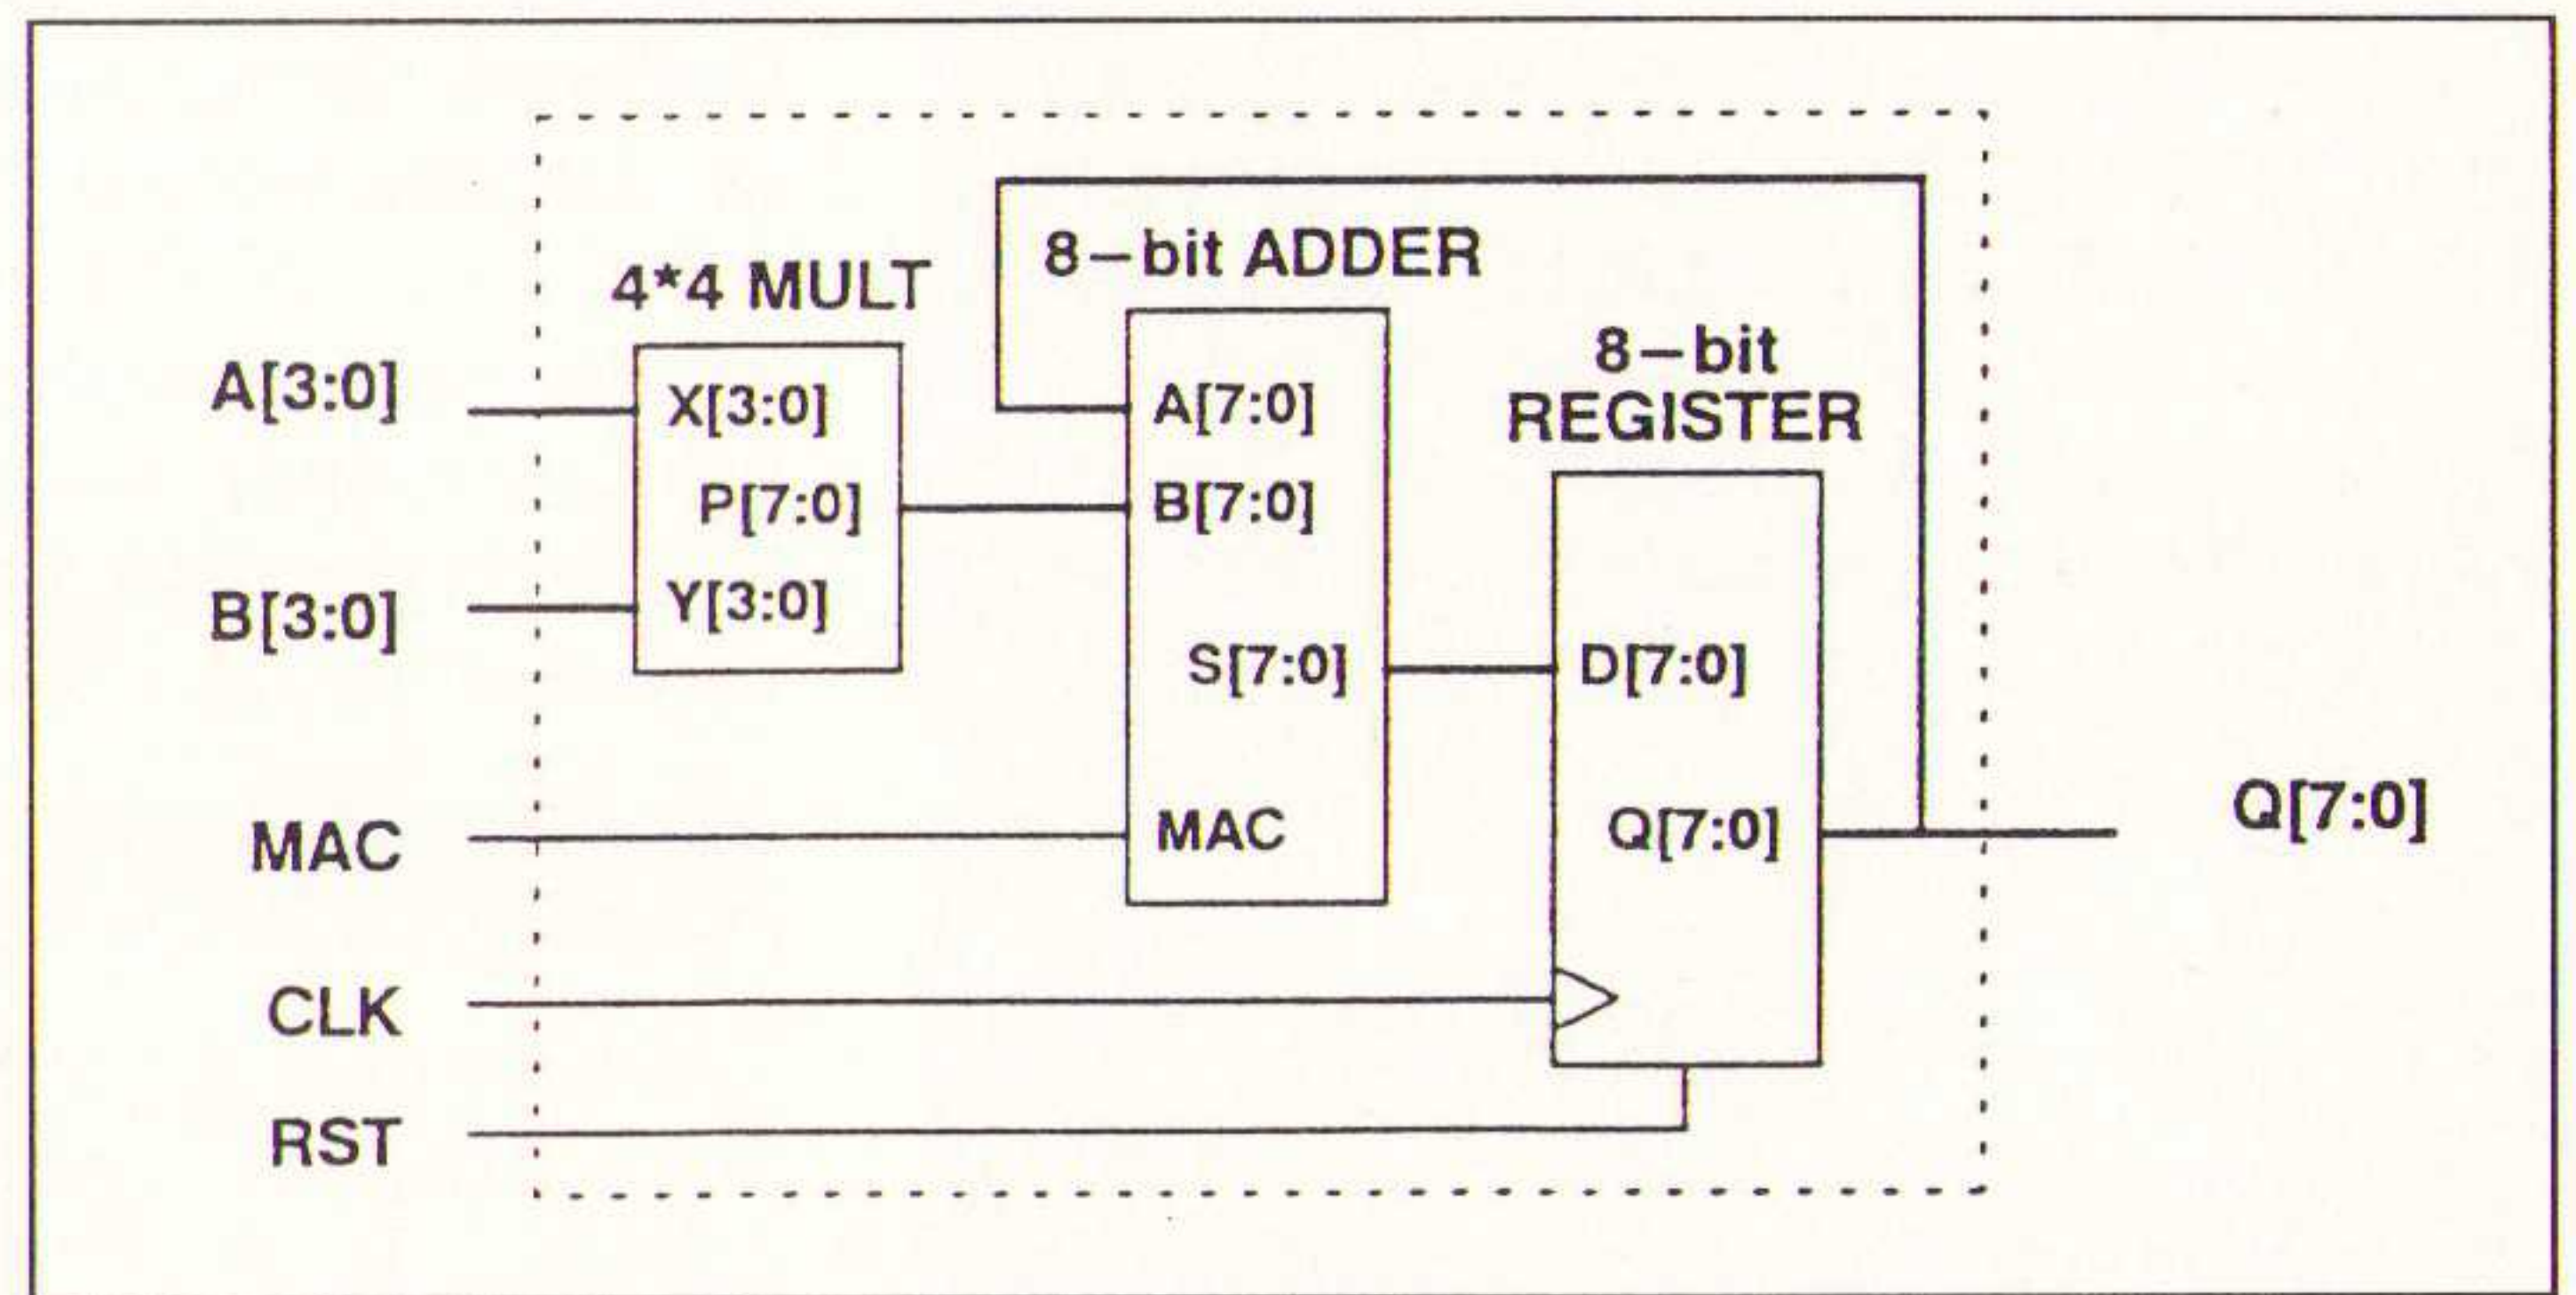 8–bit ADDER
4*4 MULT
8–bit
REGISTER
A[3:0]
X[3:0]
A[7:0]
P[7:0]
B[7:0]
B[3:0]
Y[3:0]
S[7:0]
D[7:0]
MAC
MAC
Q[7:0]
Q[7:0]
CLK
RST